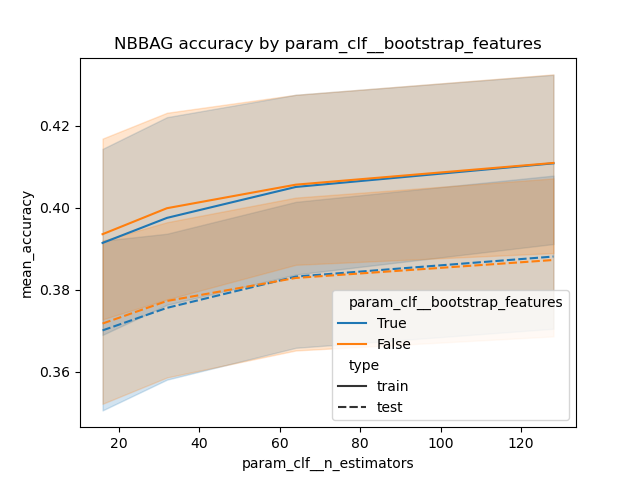 NBBAG accuracy by param_clf__bootstrap_features
mean_accuracy
0.42
0.40
0.38
0.36
param_clf__bootstrap_features
True
False
type
train
test
20
40
60
80
100
120
param_clf__n_estimators